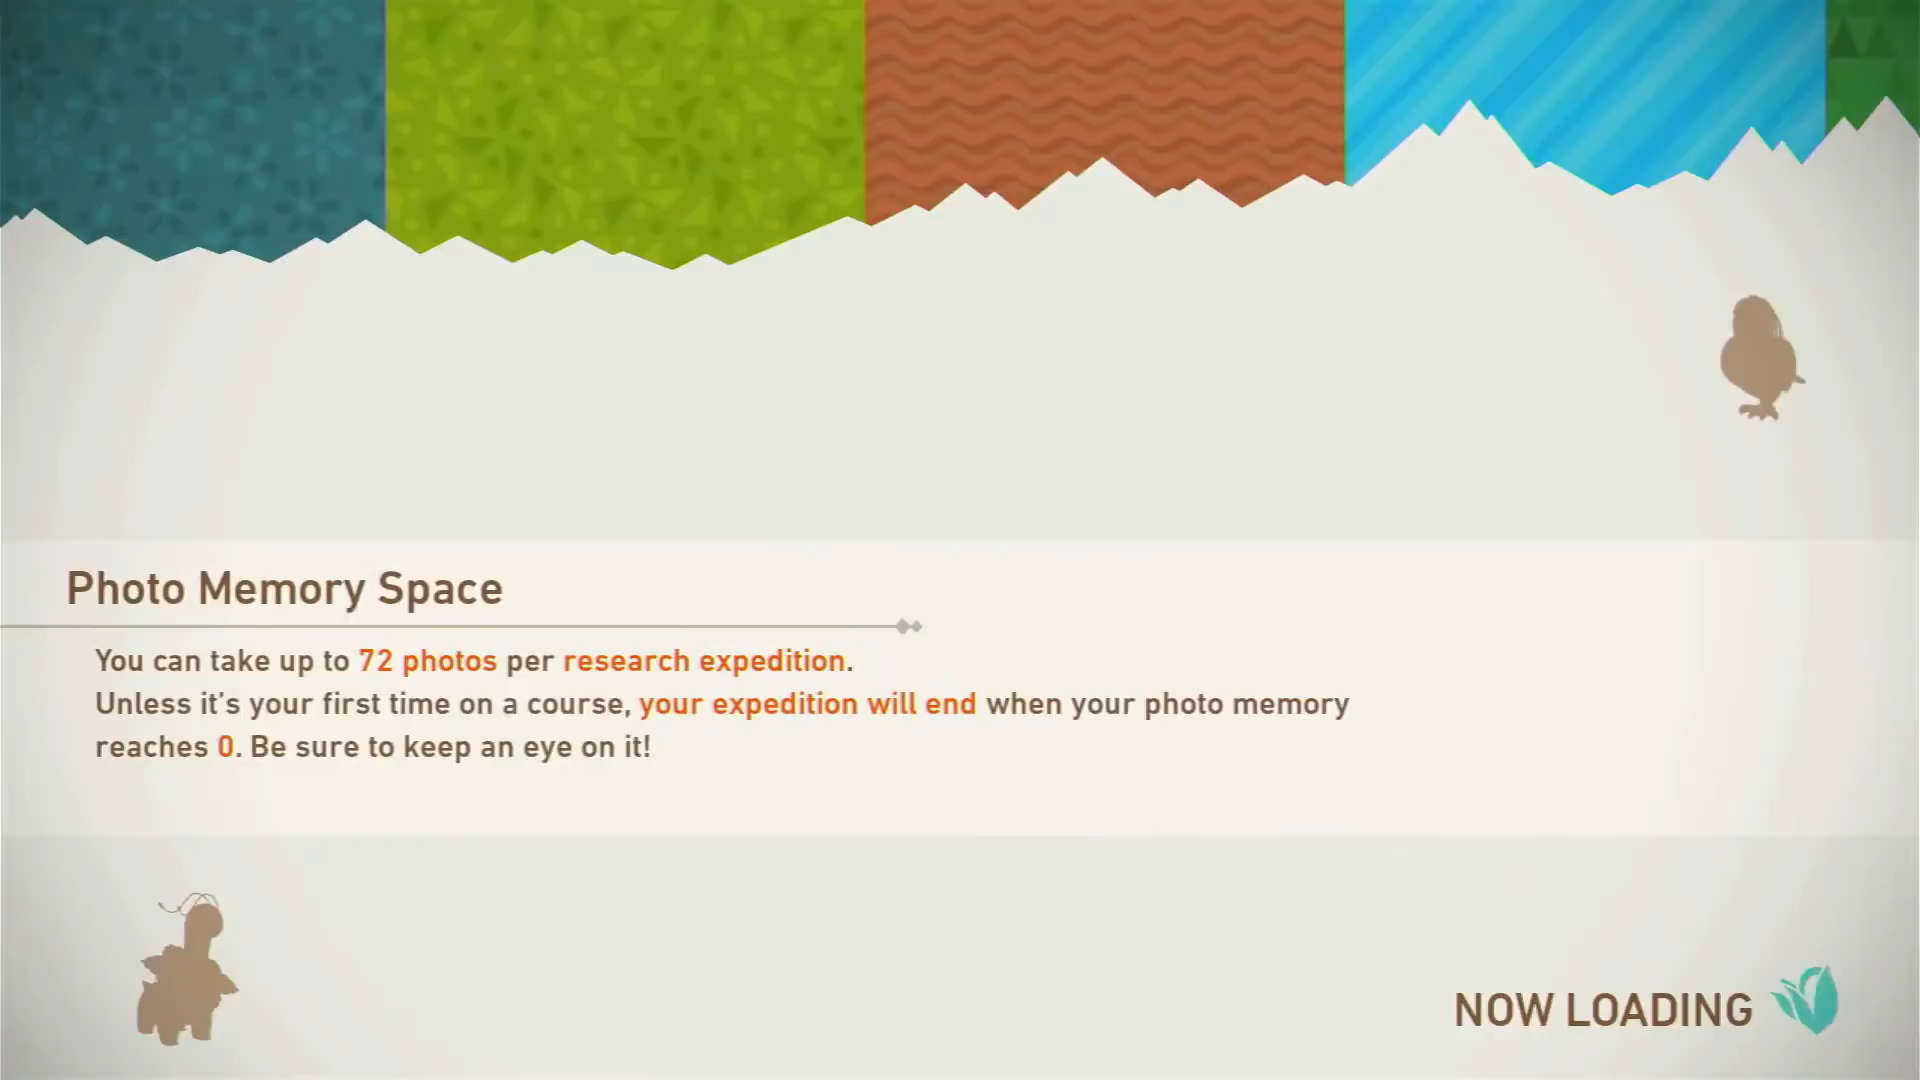 Photo Memory Space
You can take up to 72 photos per research expedition.
Unless it's your first time on a course, your expedition will end when your photo memory
reaches 0. Be sure to keep an eye on it!
NOW LOADING